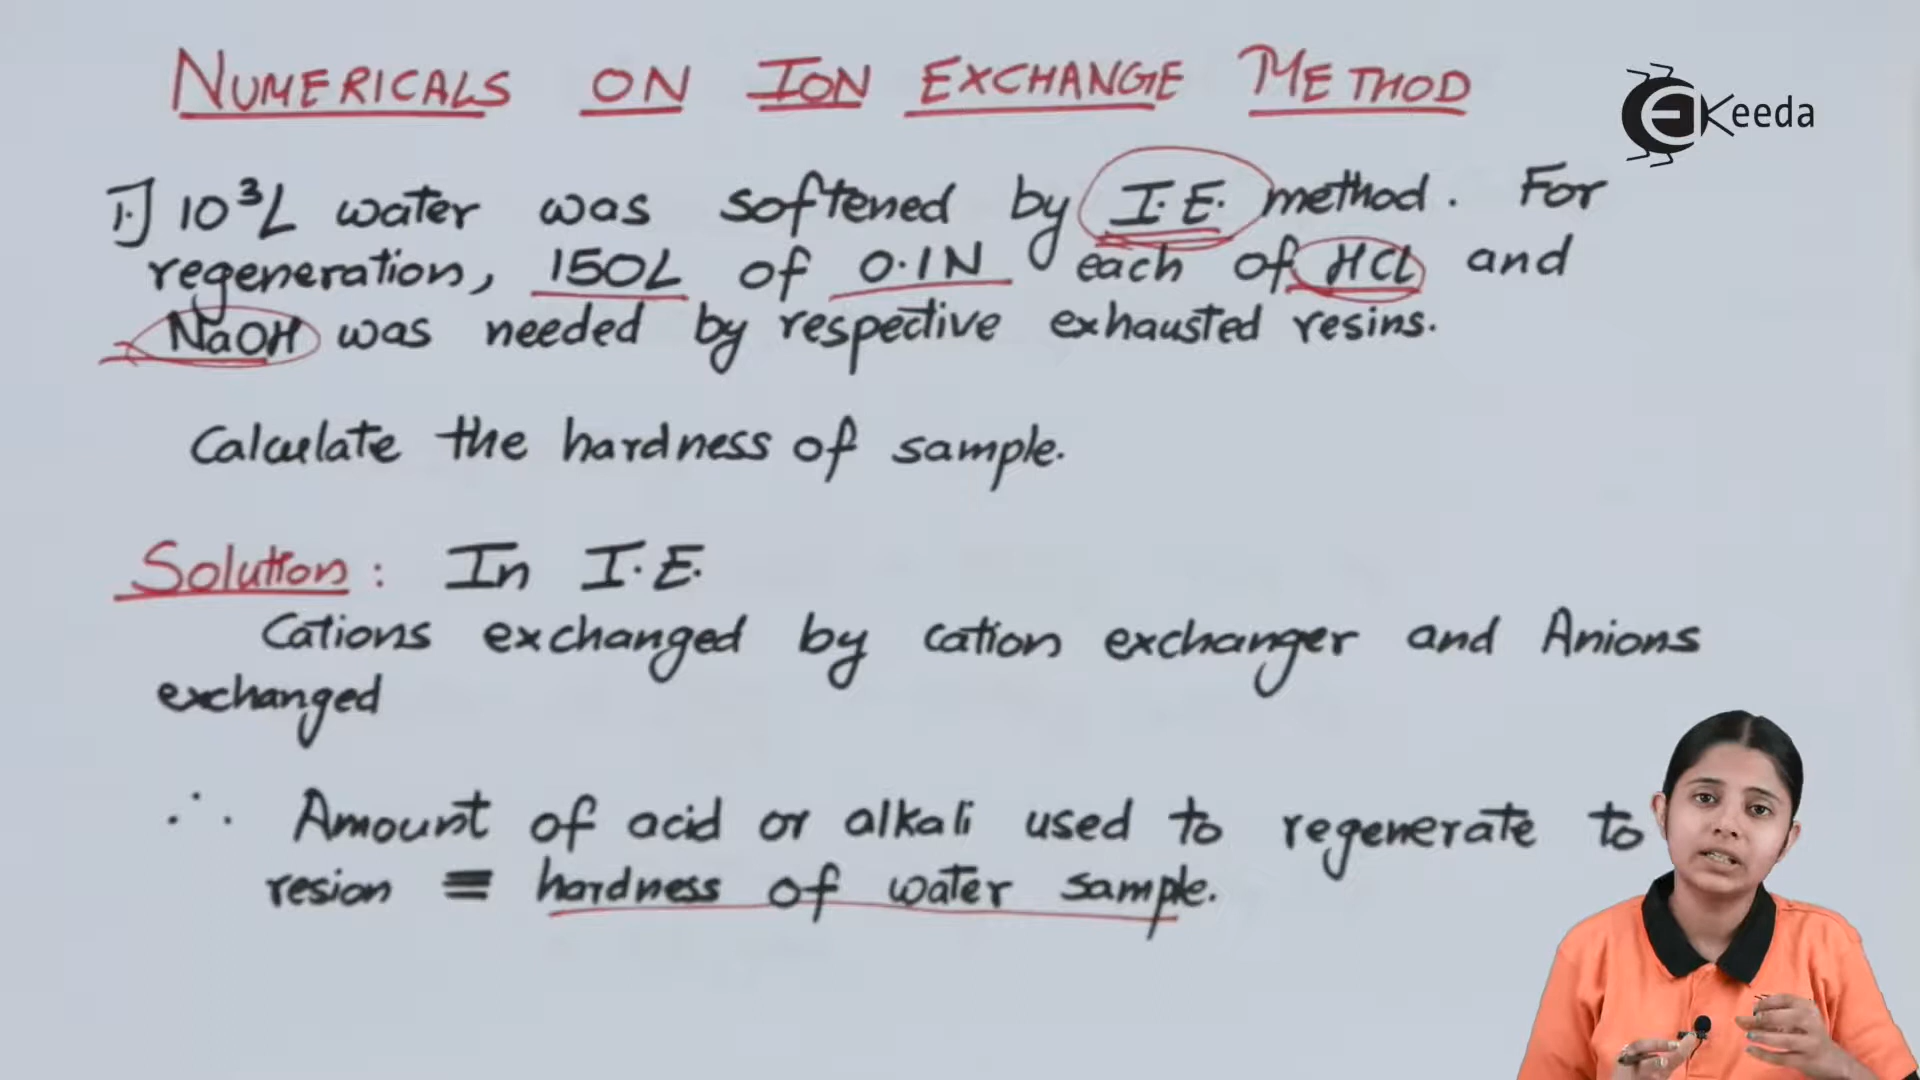 NUMERICALS ON ION EXCHANGE METHOD
EKeeda
1.] 10³L water was softened by I.E. method. For
regeneration, 150L of 0.1N each of HCl and
NaOH was needed by respective exhausted resins.
Calculate the hardness of sample.
Solution: In I.E.
Cations exchanged by cation exchanger and Anions
exchanged
∴ Amount of acid or alkali used to regenerate to
resion ≡ hardness of water sample.